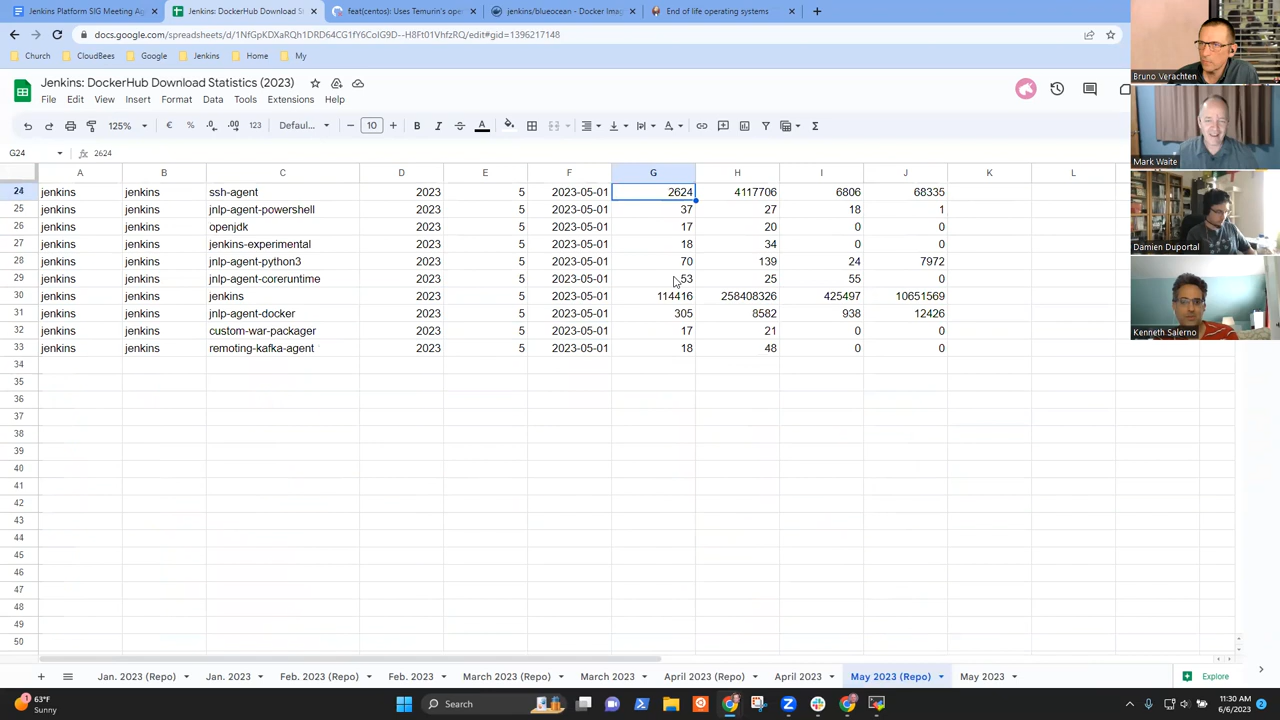 Platform SIG Meeting Ag
Jenkins: DockerHub Download S
feat(centos): Uses Temurin's ope
jenkins/blueocean - Docker Imag
End of life operating systems
docs.google.com/spreadsheets/d/
Church CloudBees Google Jenkins Home My
Jenkins: DockerHub Download Statistics (2023)
File Edit View Insert Format Data Tools Extensions Help
125% € % .0 .00 123 Defaul... 10 B I A
G24 2624
A B C D E F G H I J K L
24 jenkins jenkins ssh-agent 2023 5 2023-05-01 2624 4117706 6806 68335
25 jenkins jenkins jnlp-agent-powershell 2023 5 2023-05-01 37 27 18 1
26 jenkins jenkins openjdk 2023 5 2023-05-01 17 20 0 0
27 jenkins jenkins jenkins-experimental 2023 5 2023-05-01 18 34 0 0
28 jenkins jenkins jnlp-agent-python3 2023 5 2023-05-01 70 139 24 7972
29 jenkins jenkins jnlp-agent-coreruntime 2023 5 2023-05-01 53 25 55 0
30 jenkins jenkins jenkins 2023 5 2023-05-01 114416 258408326 425497 10651569
31 jenkins jenkins jnlp-agent-docker 2023 5 2023-05-01 305 8582 938 12426
32 jenkins jenkins custom-war-packager 2023 5 2023-05-01 17 21 0 0
33 jenkins jenkins remoting-kafka-agent 2023 5 2023-05-01 18 48 0 0
34
35
36
37
38
39
40
41
42
43
44
45
46
47
48
49
50
Bruno Verachten
Mark Waite
Damien Duportal
Kenneth Salerno
Jan. 2023 (Repo) Jan. 2023 Feb. 2023 (Repo) Feb. 2023 March 2023 (Repo) March 2023 April 2023 (Repo) April 2023 May 2023 (Repo) May 2023 Explore
63°F
Sunny
Search
11:30 AM
6/6/2023
2